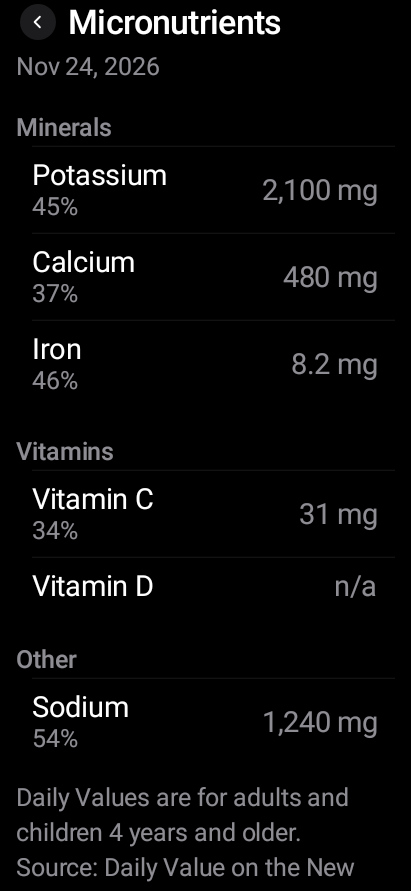 Micronutrients
Nov 24, 2026
Minerals
Potassium
45%
2,100 mg
Calcium
37%
480 mg
Iron
46%
8.2 mg
Vitamins
Vitamin C
34%
31 mg
Vitamin D
n/a
Other
Sodium
54%
1,240 mg
Daily Values are for adults and
children 4 years and older.
Source: Daily Value on the New